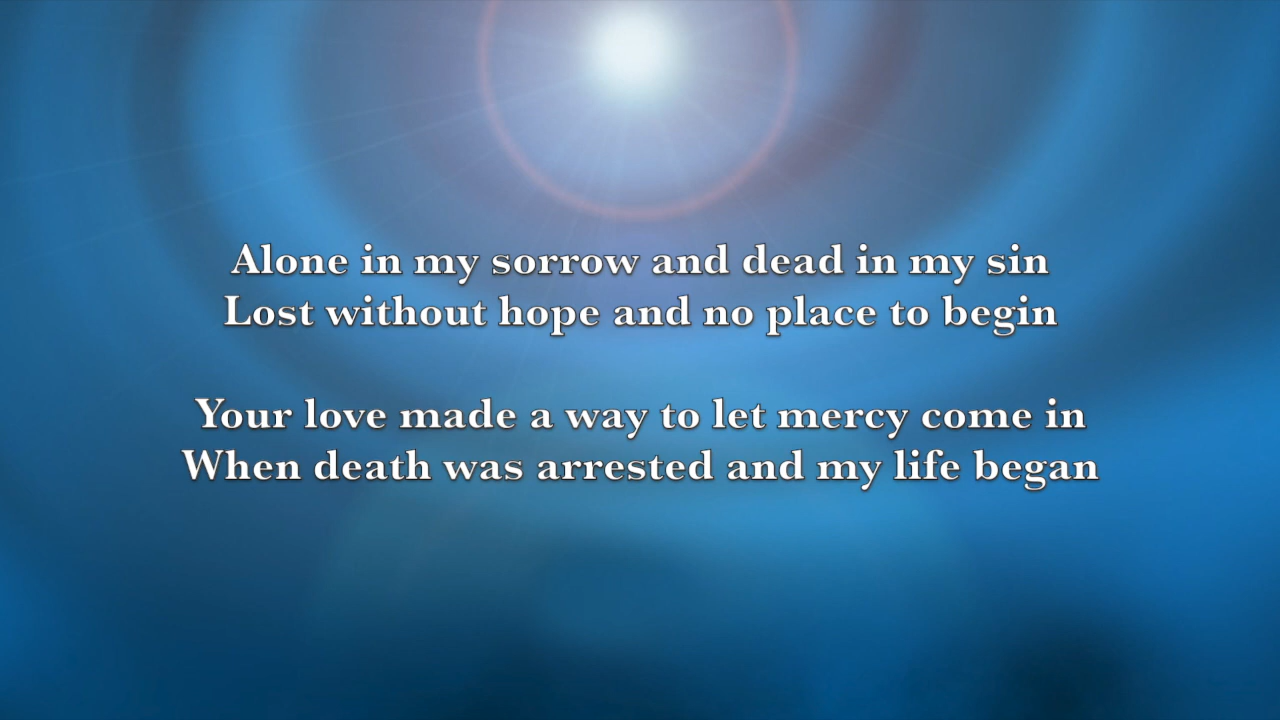 Alone in my sorrow and dead in my sin
Lost without hope and no place to begin
Your love made a way to let mercy come in
When death was arrested and my life began